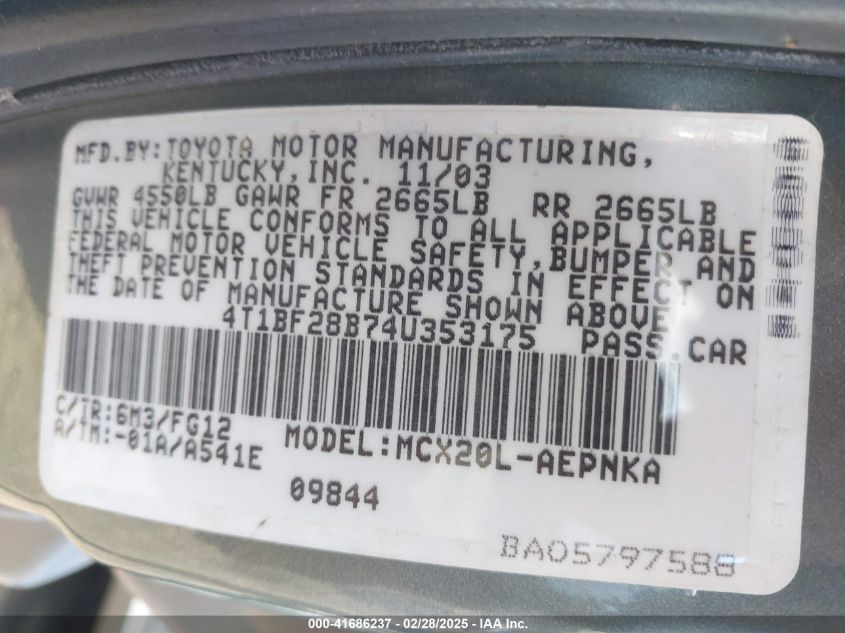 MFD.BY:TOYOTA MOTOR MANUFACTURING,
KENTUCKY,INC. 11/03
GVWR 4550LB GAWR FR 2665LB RR 2665LB
THIS VEHICLE CONFORMS TO ALL APPLICABLE
FEDERAL MOTOR VEHICLE SAFETY,BUMPER AND
THEFT PREVENTION STANDARDS IN EFFECT ON
THE DATE OF MANUFACTURE SHOWN ABOVE.
4T1BF28B74U353175 PASS.CAR
C/TR:6M3/FG12
A/TM:-01A/A541E
MODEL:MCX20L-AEPNKA
09844
BA05797588
000-41686237 - 02/28/2025 - IAA Inc.